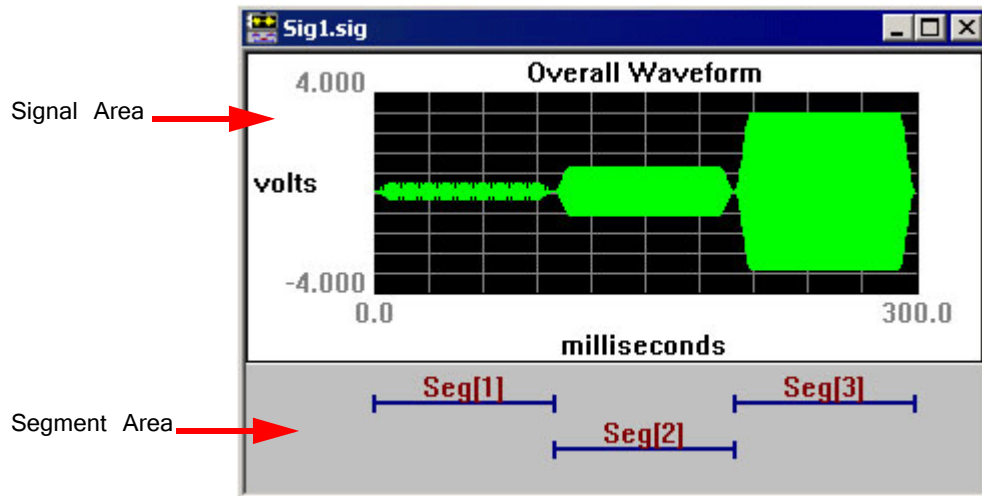 Sig1.sig
Overall Waveform
4.000
Signal Area
volts
-4.000
0.0
300.0
milliseconds
Seg[1]
Seg[3]
Segment Area
Seg[2]